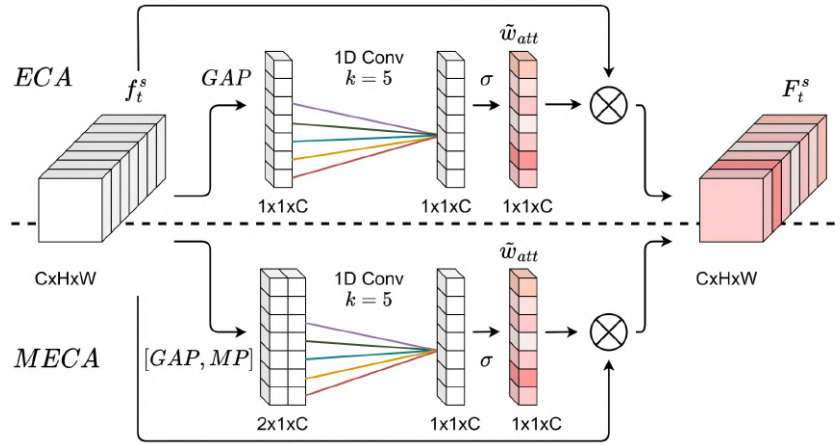 ECA
f_t^s
GAP
1D Conv
k = 5
σ
w̃_att
F_t^s
1x1xC
1x1xC
1x1xC
CxHxW
CxHxW
MECA
[GAP, MP]
1D Conv
k = 5
σ
w̃_att
2x1xC
1x1xC
1x1xC